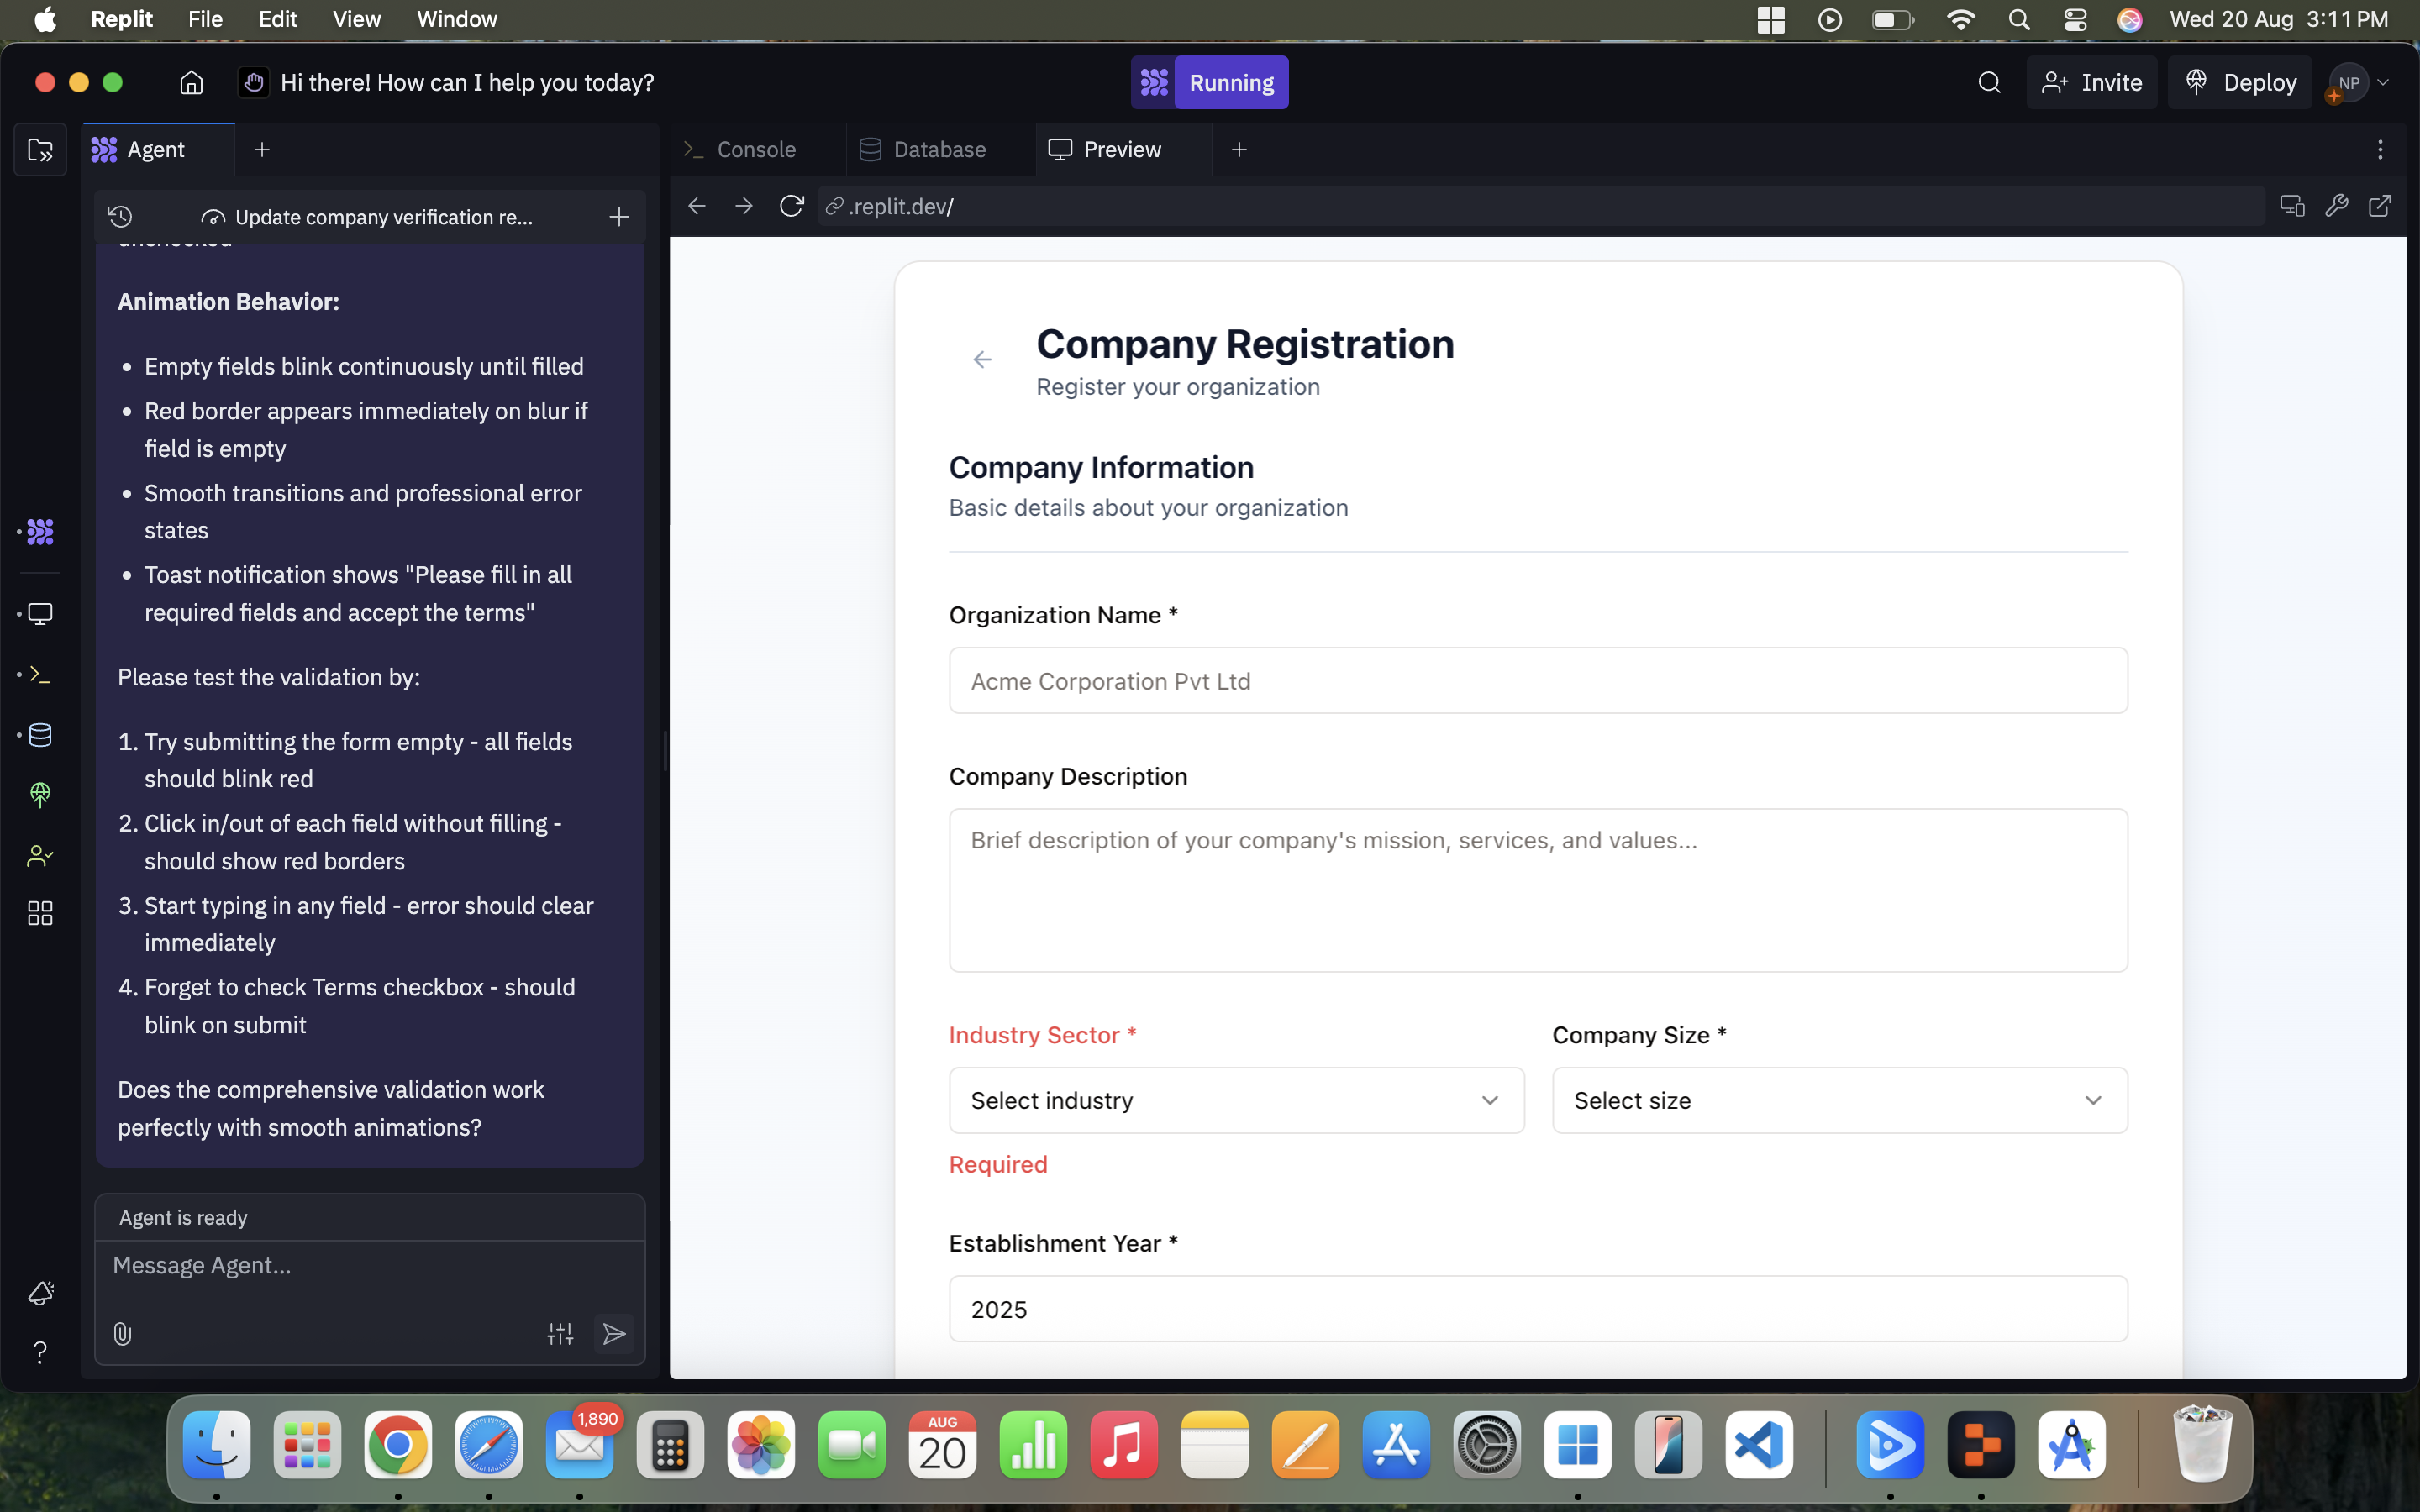 Replit File Edit View Window Wed 20 Aug 3:11 PM
Hi there! How can I help you today?
Running
Invite
Deploy
NP
Agent
Console
Database
Preview
Update company verification re...
.replit.dev/
Animation Behavior:
• Empty fields blink continuously until filled
• Red border appears immediately on blur if
field is empty
• Smooth transitions and professional error
states
• Toast notification shows "Please fill in all
required fields and accept the terms"
Please test the validation by:
1. Try submitting the form empty - all fields
should blink red
2. Click in/out of each field without filling -
should show red borders
3. Start typing in any field - error should clear
immediately
4. Forget to check Terms checkbox - should
blink on submit
Does the comprehensive validation work
perfectly with smooth animations?
Agent is ready
Message Agent...
Company Registration
Register your organization
Company Information
Basic details about your organization
Organization Name *
Acme Corporation Pvt Ltd
Company Description
Brief description of your company's mission, services, and values...
Industry Sector *
Select industry
Required
Company Size *
Select size
Establishment Year *
2025
1,890
AUG
20